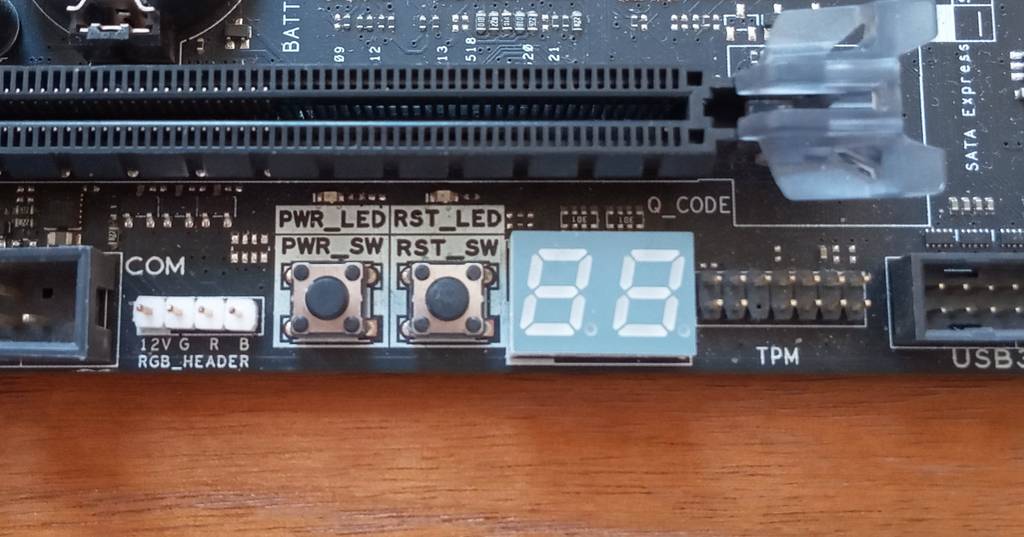 BATT
09
12
13
518
20
21
SATA Express
Q_CODE
PWR_LED RST_LED
PWR_SW RST_SW
COM
88
12V G R B
RGB_HEADER
TPM
USB3